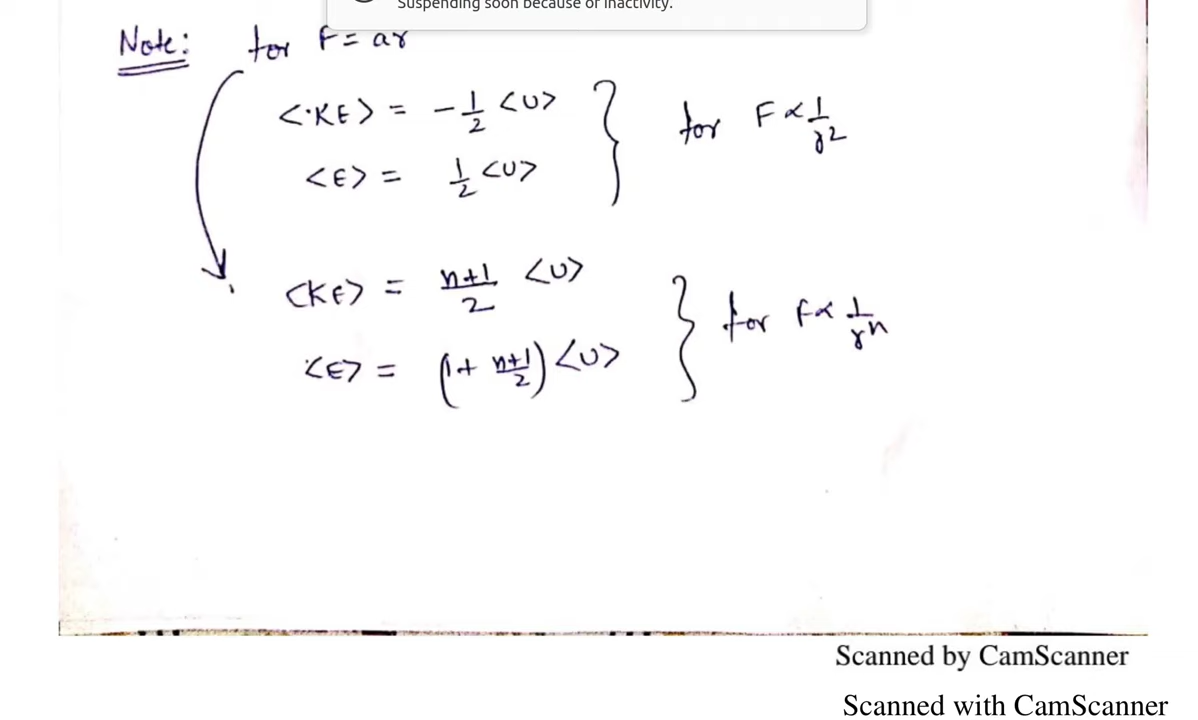 Suspending soon because of inactivity.
Note: for F = ar
<KE> = -1/2 <U>
<E> = 1/2 <U>
} for F ∝ 1/r2
<KE> = n+1/2 <U>
<E> = (1 + n+1/2) <U>
} for F ∝ 1/rn
Scanned by CamScanner
Scanned with CamScanner